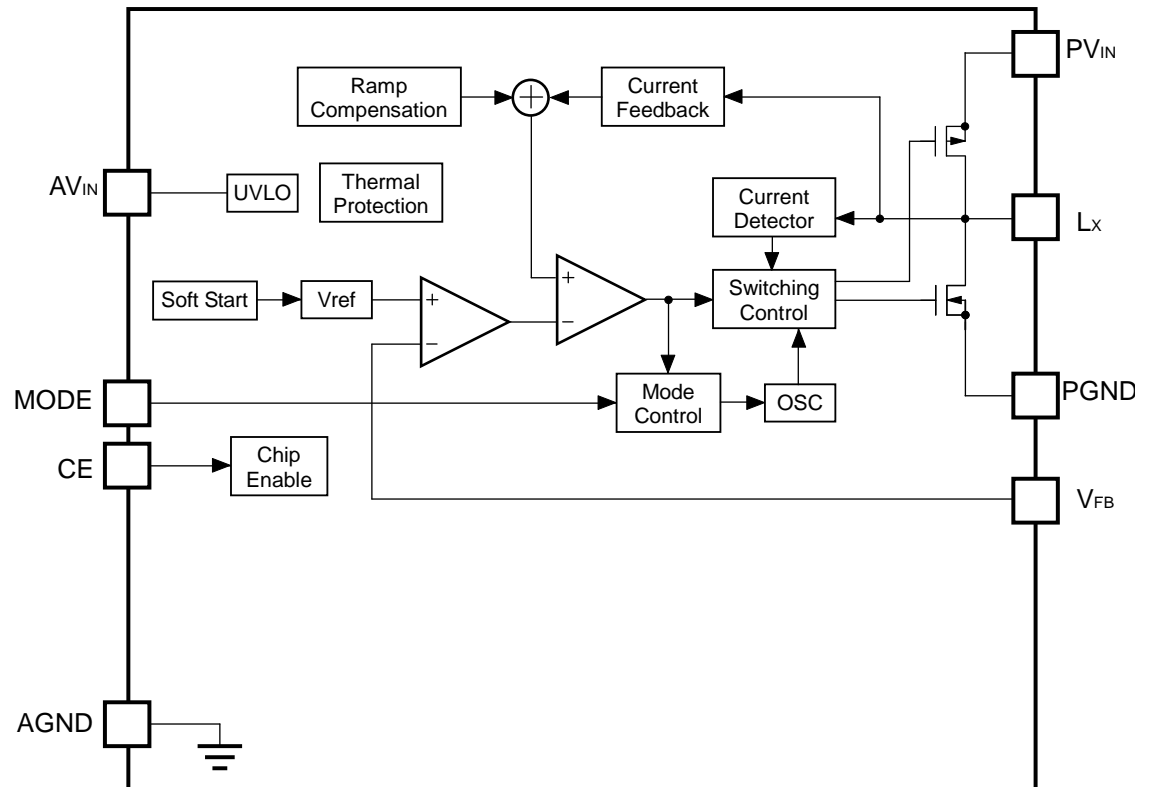 PVIN
Ramp
Compensation
+
Current
Feedback
AVIN
UVLO
Thermal
Protection
Current
Detector
LX
Soft Start
Vref
+
−
+
−
Switching
Control
MODE
Mode
Control
OSC
PGND
CE
Chip
Enable
VFB
AGND